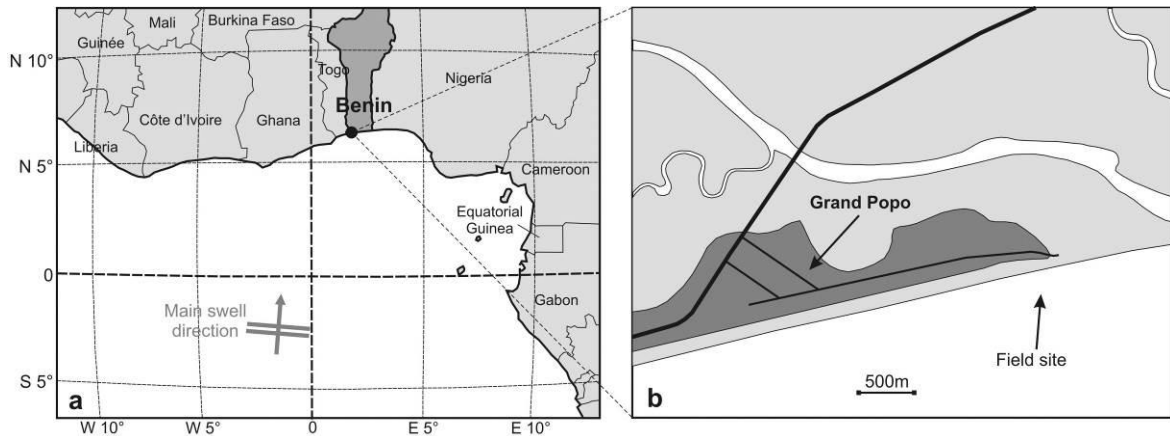 Mali
Burkina Faso
Guinée
N 10°
Togo
Nigeria
Benin
Côte d'Ivoire
Ghana
Liberia
N 5°
Cameroon
Equatorial
Guinea
0
Gabon
Main swell
direction
S 5°
a
W 10°
W 5°
0
E 5°
E 10°
Grand Popo
Field site
500m
b